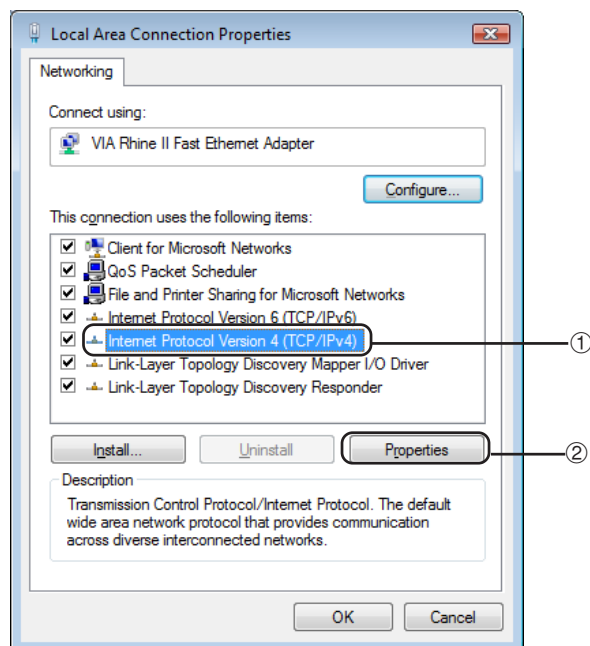 Local Area Connection Properties
Networking
Connect using:
VIA Rhine II Fast Ethernet Adapter
Configure...
This connection uses the following items:
Client for Microsoft Networks
QoS Packet Scheduler
File and Printer Sharing for Microsoft Networks
Internet Protocol Version 6 (TCP/IPv6)
Internet Protocol Version 4 (TCP/IPv4)
①
Link-Layer Topology Discovery Mapper I/O Driver
Link-Layer Topology Discovery Responder
Install...
Uninstall
Properties
②
Description
Transmission Control Protocol/Internet Protocol. The default
wide area network protocol that provides communication
across diverse interconnected networks.
OK
Cancel